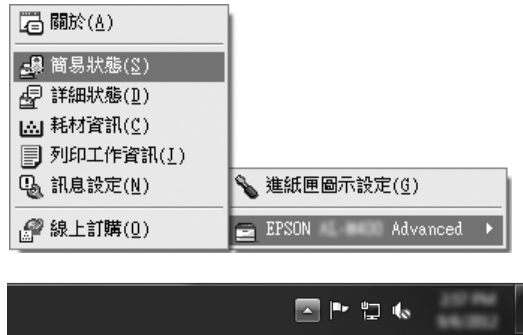 關於(A)
簡易狀態(S)
詳細狀態(D)
耗材資訊(C)
列印工作資訊(J)
訊息設定(N)
線上訂購(O)
進紙匣圖示設定(G)
EPSON Advanced